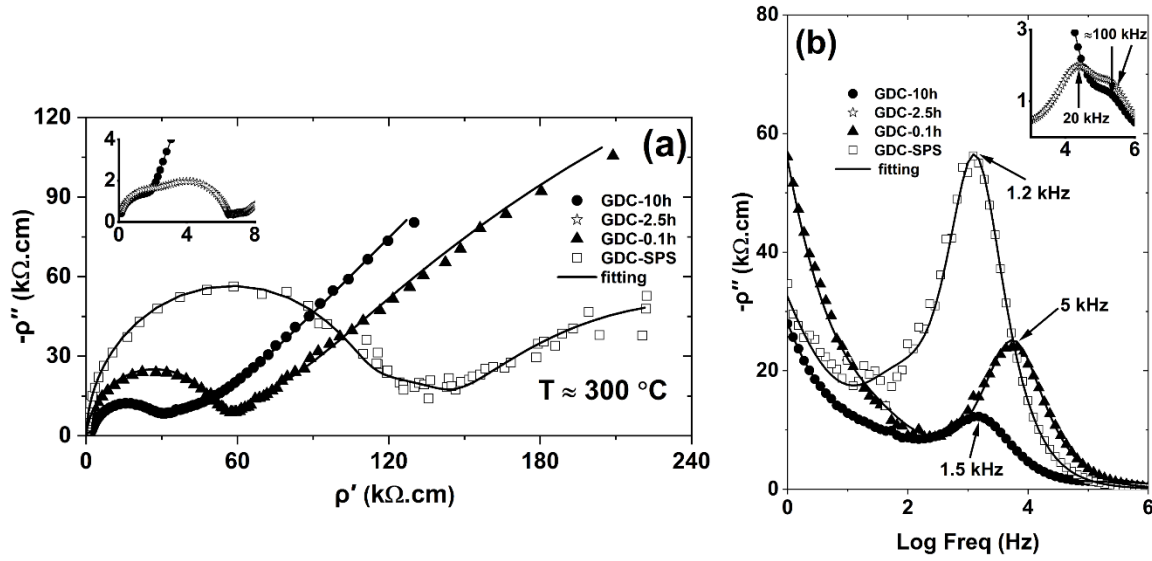 (a)
-ρ″ (kΩ.cm)
120
90
60
30
0
4
2
0
0 4 8
GDC-10h
GDC-2.5h
GDC-0.1h
GDC-SPS
fitting
T ≈ 300 °C
0 60 120 180 240
ρ′ (kΩ.cm)
(b)
-ρ″ (kΩ.cm)
80
60
40
20
0
3
1
≈100 kHz
20 kHz
4 6
GDC-10h
GDC-2.5h
GDC-0.1h
GDC-SPS
fitting
1.2 kHz
5 kHz
1.5 kHz
0 2 4 6
Log Freq (Hz)